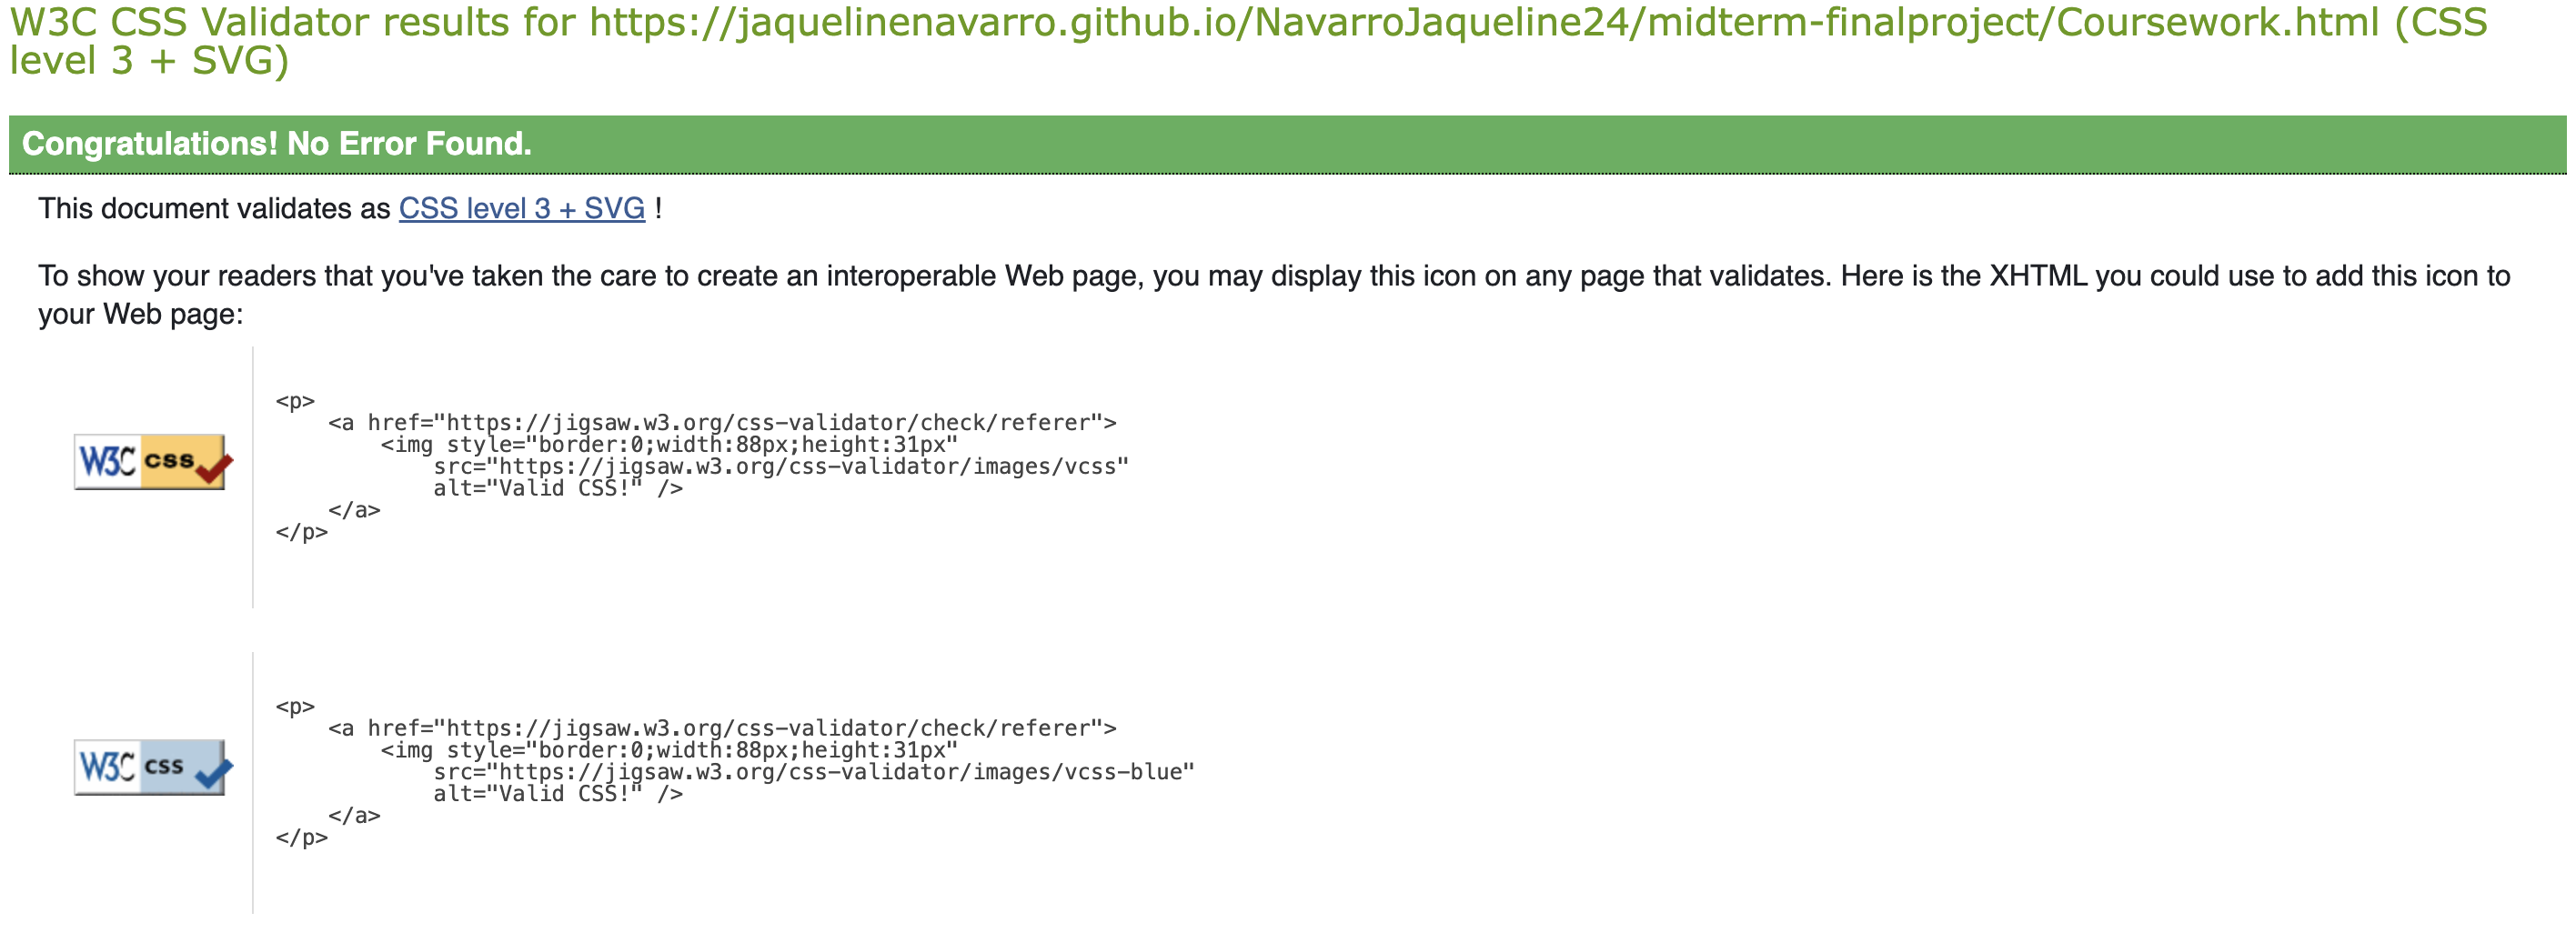 W3C CSS Validator results for https://jaquelinenavarro.github.io/NavarroJaqueline24/midterm-finalproject/Coursework.html (CSS
level 3 + SVG)
Congratulations! No Error Found.
This document validates as CSS level 3 + SVG !
To show your readers that you've taken the care to create an interoperable Web page, you may display this icon on any page that validates. Here is the XHTML you could use to add this icon to
your Web page:
W3C css
<p>
    <a href="https://jigsaw.w3.org/css-validator/check/referer">
        <img style="border:0;width:88px;height:31px"
            src="https://jigsaw.w3.org/css-validator/images/vcss"
            alt="Valid CSS!" />
    </a>
</p>
W3C css
<p>
    <a href="https://jigsaw.w3.org/css-validator/check/referer">
        <img style="border:0;width:88px;height:31px"
            src="https://jigsaw.w3.org/css-validator/images/vcss-blue"
            alt="Valid CSS!" />
    </a>
</p>